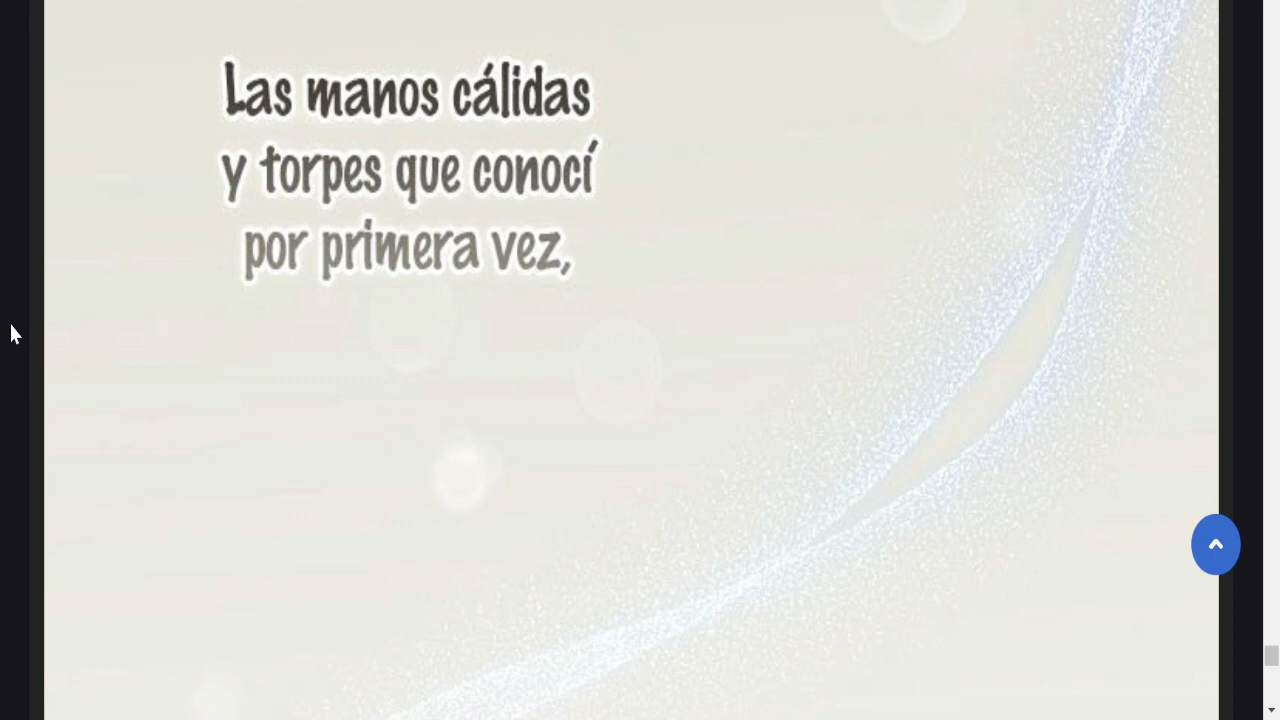 Las manos cálidas
y torpes que conocí
por primera vez,